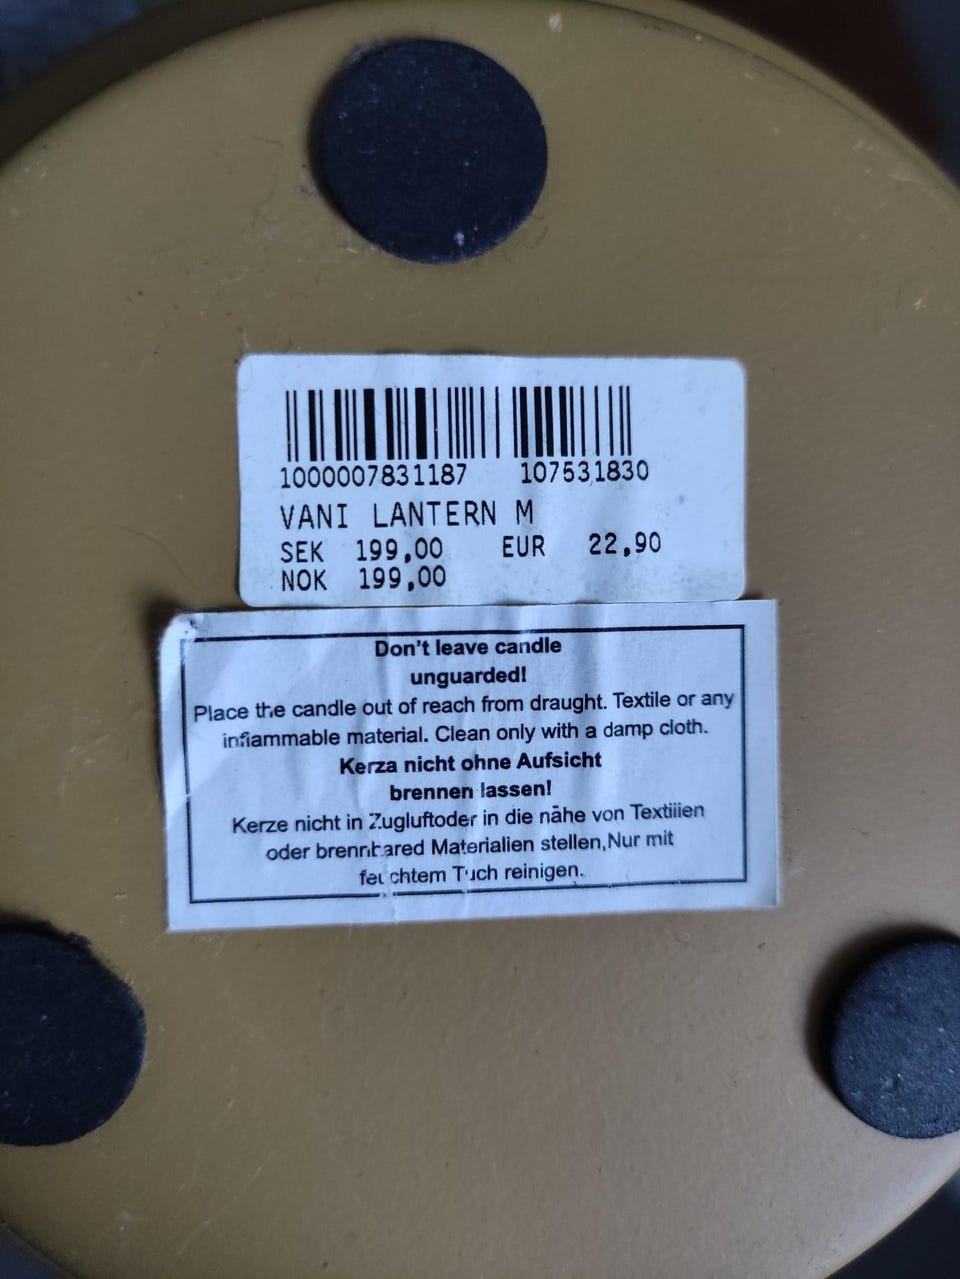 1000007831187 107531830
VANI LANTERN M
SEK 199,00 EUR 22,90
NOK 199,00
Don't leave candle
unguarded!
Place the candle out of reach from draught. Textile or any
inflammable material. Clean only with a damp cloth.
Kerza nicht ohne Aufsicht
brennen lassen!
Kerze nicht in Zugluftoder in die nähe von Textiiien
oder brennbared Materialien stellen,Nur mit
feuchtem Tuch reinigen.